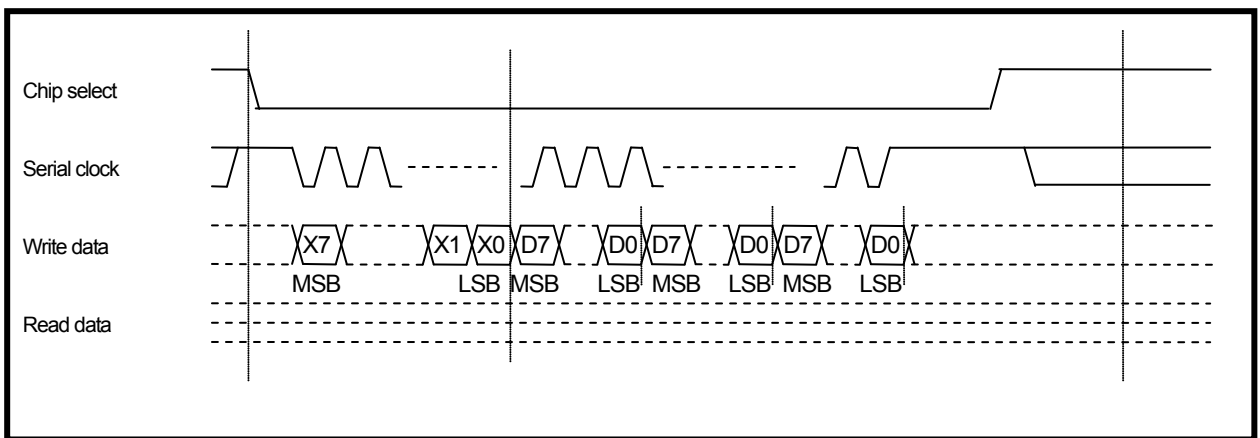 Chip select
Serial clock
Write data
X7 X1 X0 D7 D0 D7 D0 D7 D0
MSB LSB MSB LSB MSB LSB MSB LSB
Read data